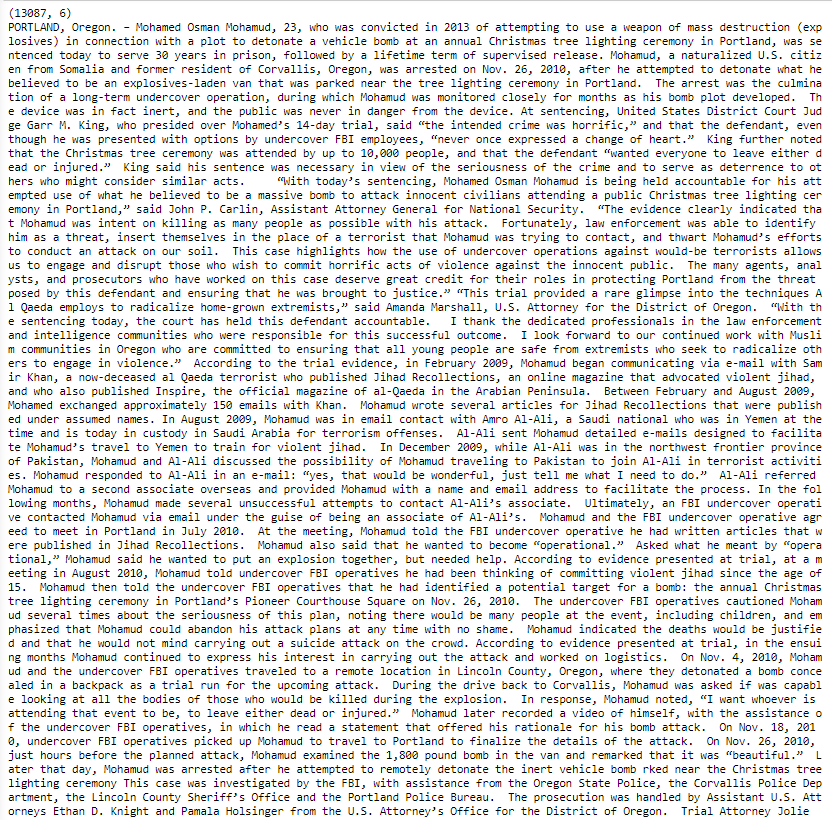 (13087, 6)
PORTLAND, Oregon. – Mohamed Osman Mohamud, 23, who was convicted in 2013 of attempting to use a weapon of mass destruction (exp
losives) in connection with a plot to detonate a vehicle bomb at an annual Christmas tree lighting ceremony in Portland, was se
ntenced today to serve 30 years in prison, followed by a lifetime term of supervised release. Mohamud, a naturalized U.S. citiz
en from Somalia and former resident of Corvallis, Oregon, was arrested on Nov. 26, 2010, after he attempted to detonate what he
believed to be an explosives-laden van that was parked near the tree lighting ceremony in Portland.  The arrest was the culmina
tion of a long-term undercover operation, during which Mohamud was monitored closely for months as his bomb plot developed.  Th
e device was in fact inert, and the public was never in danger from the device. At sentencing, United States District Court Jud
ge Garr M. King, who presided over Mohamed’s 14-day trial, said “the intended crime was horrific,” and that the defendant, even
though he was presented with options by undercover FBI employees, “never once expressed a change of heart.”  King further noted
that the Christmas tree ceremony was attended by up to 10,000 people, and that the defendant “wanted everyone to leave either d
ead or injured.”  King said his sentence was necessary in view of the seriousness of the crime and to serve as deterrence to ot
hers who might consider similar acts.     “With today’s sentencing, Mohamed Osman Mohamud is being held accountable for his att
empted use of what he believed to be a massive bomb to attack innocent civilians attending a public Christmas tree lighting cer
emony in Portland,” said John P. Carlin, Assistant Attorney General for National Security.  “The evidence clearly indicated tha
t Mohamud was intent on killing as many people as possible with his attack.  Fortunately, law enforcement was able to identify
him as a threat, insert themselves in the place of a terrorist that Mohamud was trying to contact, and thwart Mohamud’s efforts
to conduct an attack on our soil.  This case highlights how the use of undercover operations against would-be terrorists allows
us to engage and disrupt those who wish to commit horrific acts of violence against the innocent public.  The many agents, anal
ysts, and prosecutors who have worked on this case deserve great credit for their roles in protecting Portland from the threat
posed by this defendant and ensuring that he was brought to justice.” “This trial provided a rare glimpse into the techniques A
l Qaeda employs to radicalize home-grown extremists,” said Amanda Marshall, U.S. Attorney for the District of Oregon.  “With th
e sentencing today, the court has held this defendant accountable.   I thank the dedicated professionals in the law enforcement
and intelligence communities who were responsible for this successful outcome.  I look forward to our continued work with Musli
m communities in Oregon who are committed to ensuring that all young people are safe from extremists who seek to radicalize oth
ers to engage in violence.”  According to the trial evidence, in February 2009, Mohamud began communicating via e-mail with Sam
ir Khan, a now-deceased al Qaeda terrorist who published Jihad Recollections, an online magazine that advocated violent jihad,
and who also published Inspire, the official magazine of al-Qaeda in the Arabian Peninsula.  Between February and August 2009,
Mohamed exchanged approximately 150 emails with Khan.  Mohamud wrote several articles for Jihad Recollections that were publish
ed under assumed names. In August 2009, Mohamud was in email contact with Amro Al-Ali, a Saudi national who was in Yemen at the
time and is today in custody in Saudi Arabia for terrorism offenses.  Al-Ali sent Mohamud detailed e-mails designed to facilita
te Mohamud’s travel to Yemen to train for violent jihad.  In December 2009, while Al-Ali was in the northwest frontier province
of Pakistan, Mohamud and Al-Ali discussed the possibility of Mohamud traveling to Pakistan to join Al-Ali in terrorist activiti
es. Mohamud responded to Al-Ali in an e-mail: “yes, that would be wonderful, just tell me what I need to do.”  Al-Ali referred
Mohamud to a second associate overseas and provided Mohamud with a name and email address to facilitate the process. In the fol
lowing months, Mohamud made several unsuccessful attempts to contact Al-Ali’s associate.  Ultimately, an FBI undercover operati
ve contacted Mohamud via email under the guise of being an associate of Al-Ali’s.  Mohamud and the FBI undercover operative agr
eed to meet in Portland in July 2010.  At the meeting, Mohamud told the FBI undercover operative he had written articles that w
ere published in Jihad Recollections.  Mohamud also said that he wanted to become “operational.”  Asked what he meant by “opera
tional,” Mohamud said he wanted to put an explosion together, but needed help. According to evidence presented at trial, at a m
eeting in August 2010, Mohamud told undercover FBI operatives he had been thinking of committing violent jihad since the age of
15.  Mohamud then told the undercover FBI operatives that he had identified a potential target for a bomb: the annual Christmas
tree lighting ceremony in Portland’s Pioneer Courthouse Square on Nov. 26, 2010.  The undercover FBI operatives cautioned Moham
ud several times about the seriousness of this plan, noting there would be many people at the event, including children, and em
phasized that Mohamud could abandon his attack plans at any time with no shame.  Mohamud indicated the deaths would be justifie
d and that he would not mind carrying out a suicide attack on the crowd. According to evidence presented at trial, in the ensui
ng months Mohamud continued to express his interest in carrying out the attack and worked on logistics.  On Nov. 4, 2010, Moham
ud and the undercover FBI operatives traveled to a remote location in Lincoln County, Oregon, where they detonated a bomb conce
aled in a backpack as a trial run for the upcoming attack.  During the drive back to Corvallis, Mohamud was asked if was capabl
e looking at all the bodies of those who would be killed during the explosion.  In response, Mohamud noted, “I want whoever is
attending that event to be, to leave either dead or injured.”  Mohamud later recorded a video of himself, with the assistance o
f the undercover FBI operatives, in which he read a statement that offered his rationale for his bomb attack.  On Nov. 18, 201
0, undercover FBI operatives picked up Mohamud to travel to Portland to finalize the details of the attack.  On Nov. 26, 2010,
just hours before the planned attack, Mohamud examined the 1,800 pound bomb in the van and remarked that it was “beautiful.”  L
ater that day, Mohamud was arrested after he attempted to remotely detonate the inert vehicle bomb rked near the Christmas tree
lighting ceremony This case was investigated by the FBI, with assistance from the Oregon State Police, the Corvallis Police Dep
artment, the Lincoln County Sheriff’s Office and the Portland Police Bureau.  The prosecution was handled by Assistant U.S. Att
orneys Ethan D. Knight and Pamala Holsinger from the U.S. Attorney’s Office for the District of Oregon.  Trial Attorney Jolie